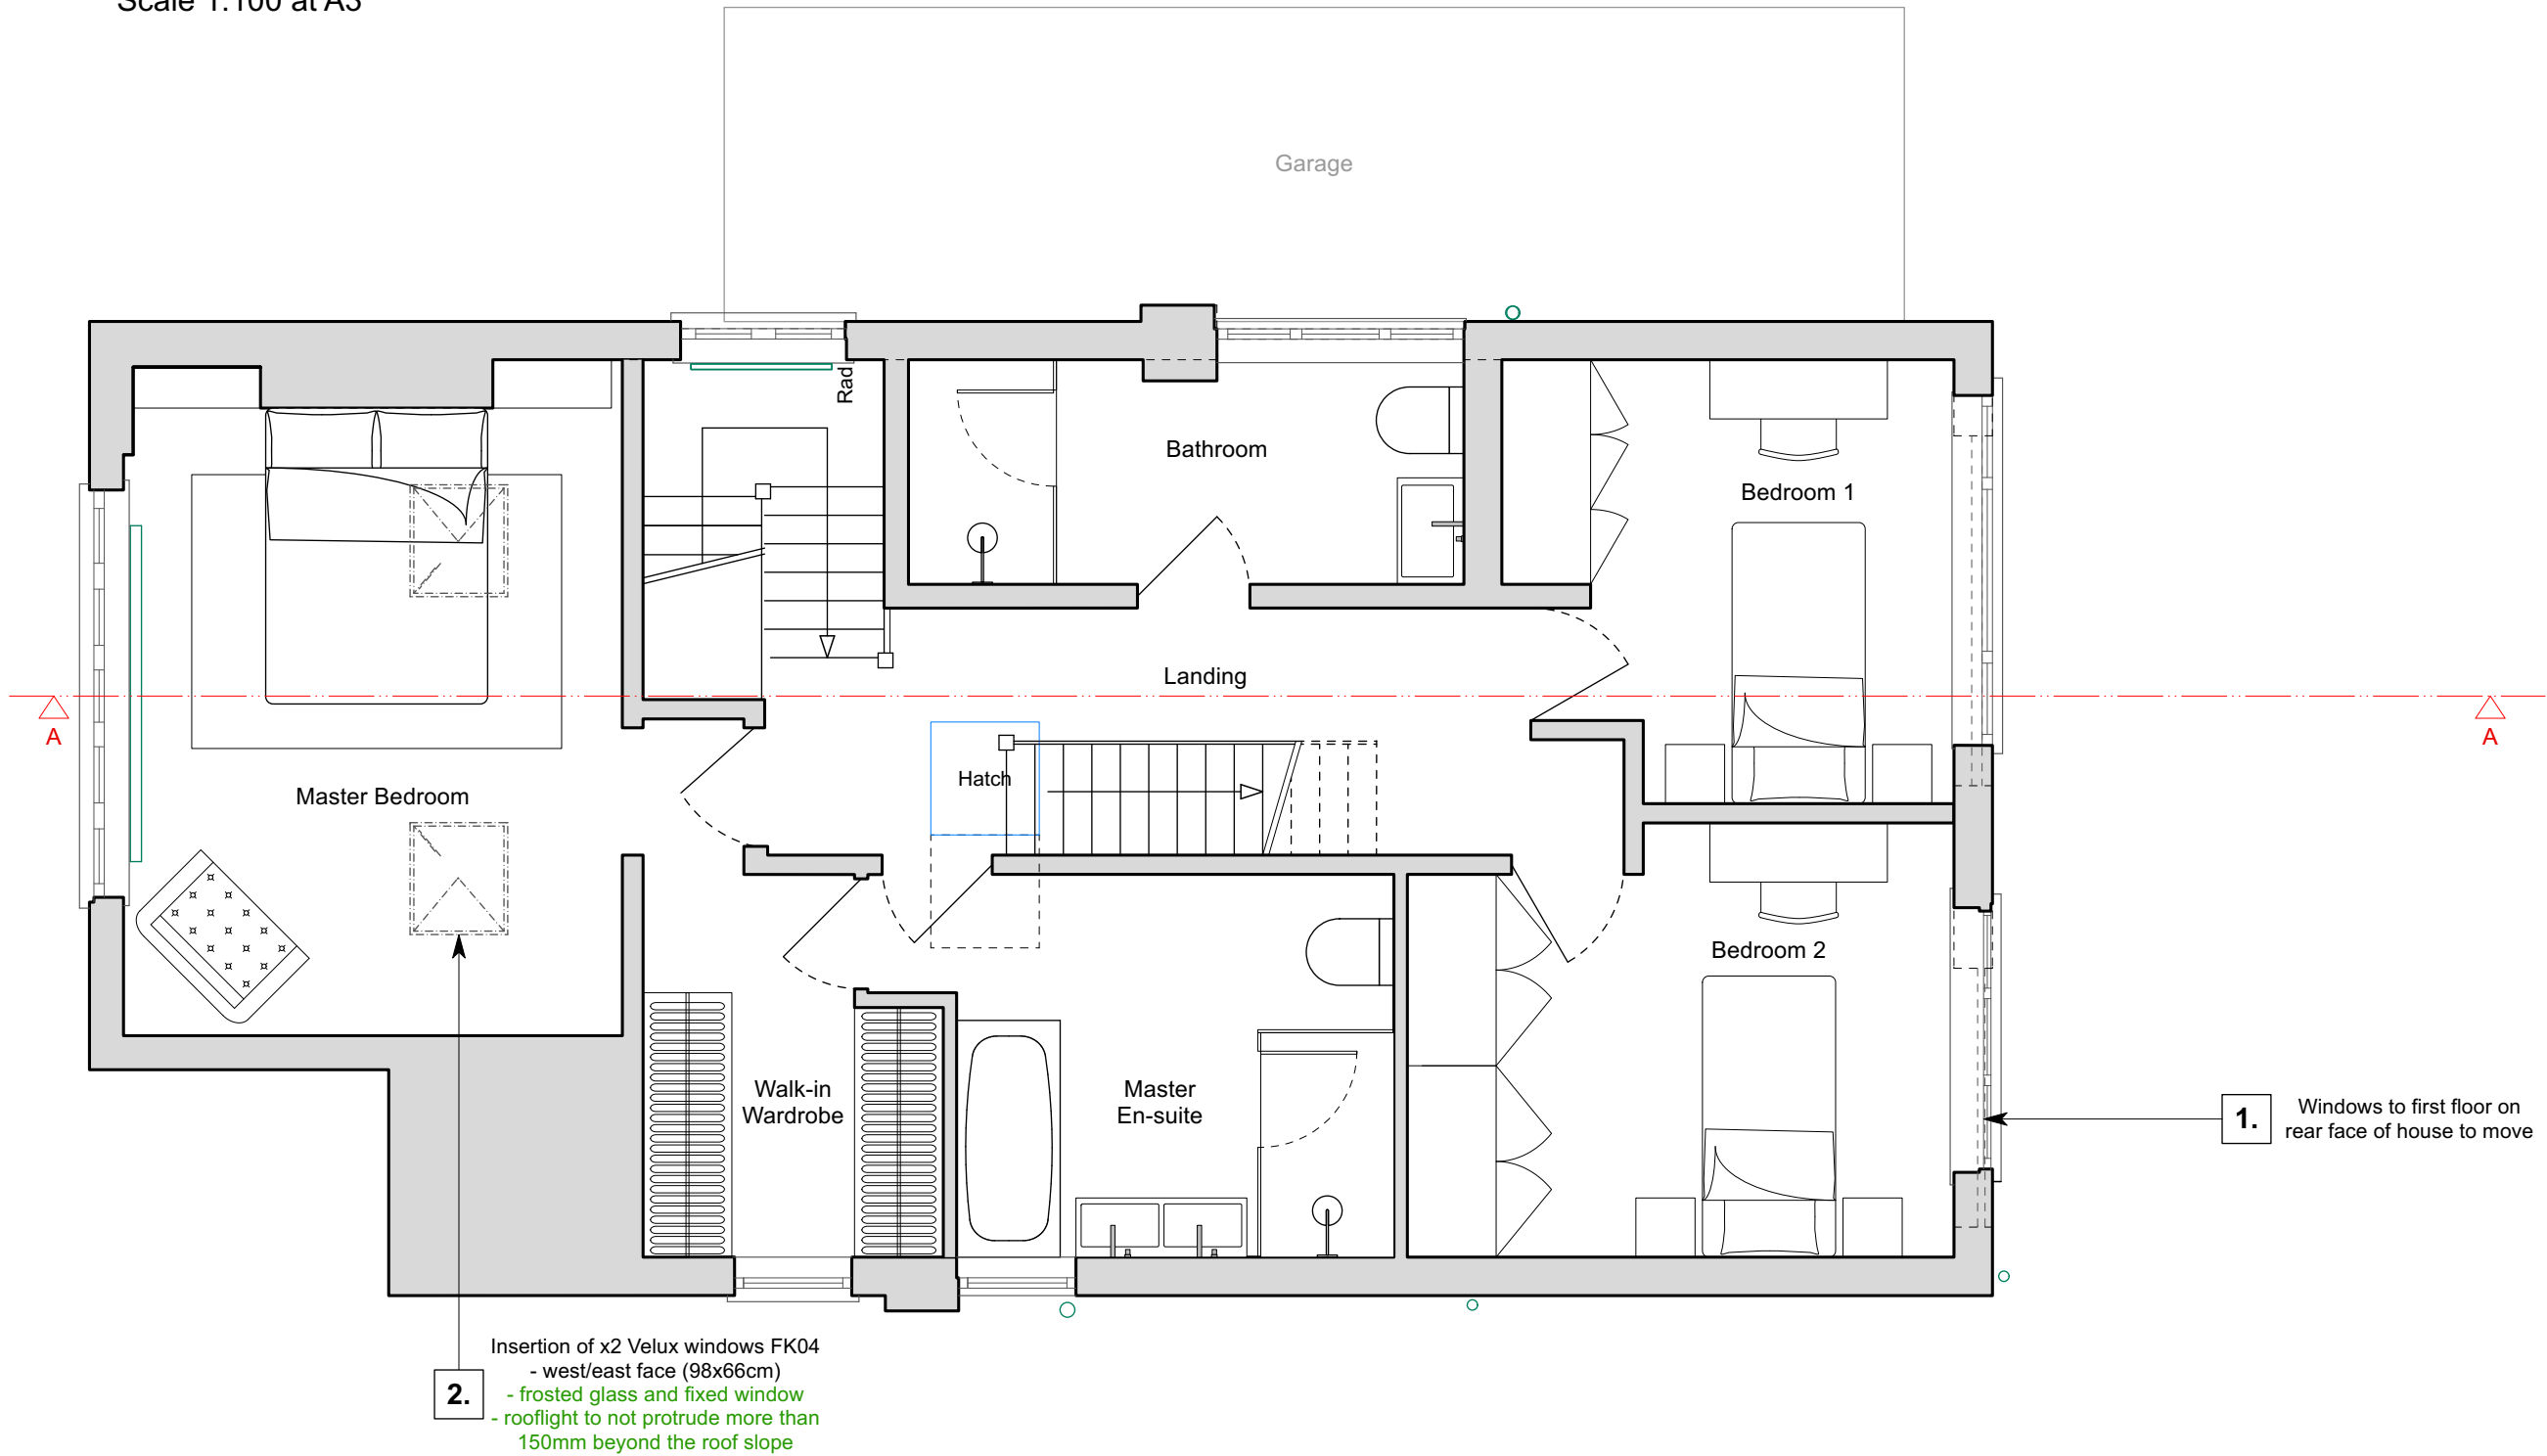 Scale 1:100 at A3
Garage
Rad
Bathroom
Bedroom 1
Landing
A
A
Hatch
Master Bedroom
Bedroom 2
Walk-in
Wardrobe
Master
En-suite
1.
Windows to first floor on
rear face of house to move
2.
Insertion of x2 Velux windows FK04
- west/east face (98x66cm)
- frosted glass and fixed window
- rooflight to not protrude more than
150mm beyond the roof slope